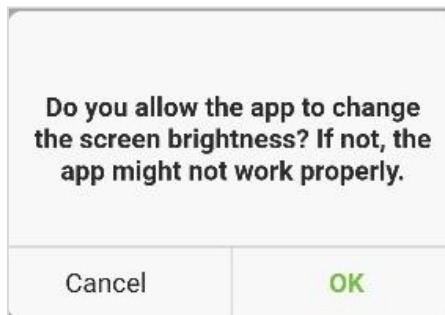 Do you allow the app to change
the screen brightness? If not, the
app might not work properly.
Cancel
OK